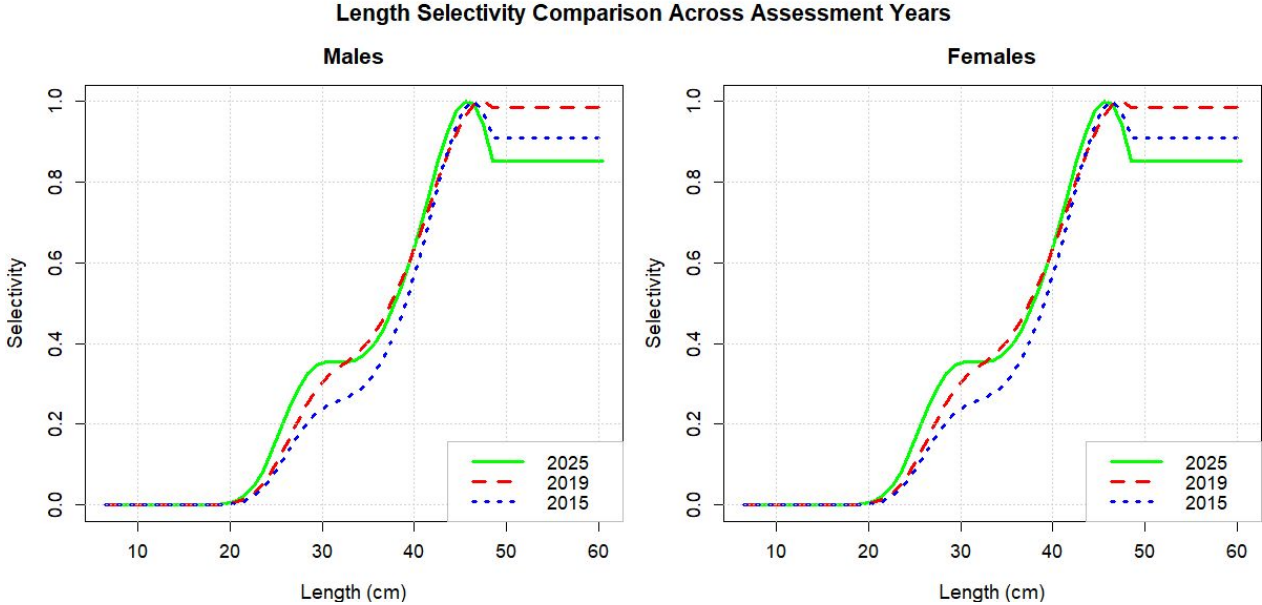 Length Selectivity Comparison Across Assessment Years
Males
Selectivity
1.0
0.8
0.6
0.4
0.2
0.0
10 20 30 40 50 60
Length (cm)
2025
2019
2015
Females
Selectivity
1.0
0.8
0.6
0.4
0.2
0.0
10 20 30 40 50 60
Length (cm)
2025
2019
2015